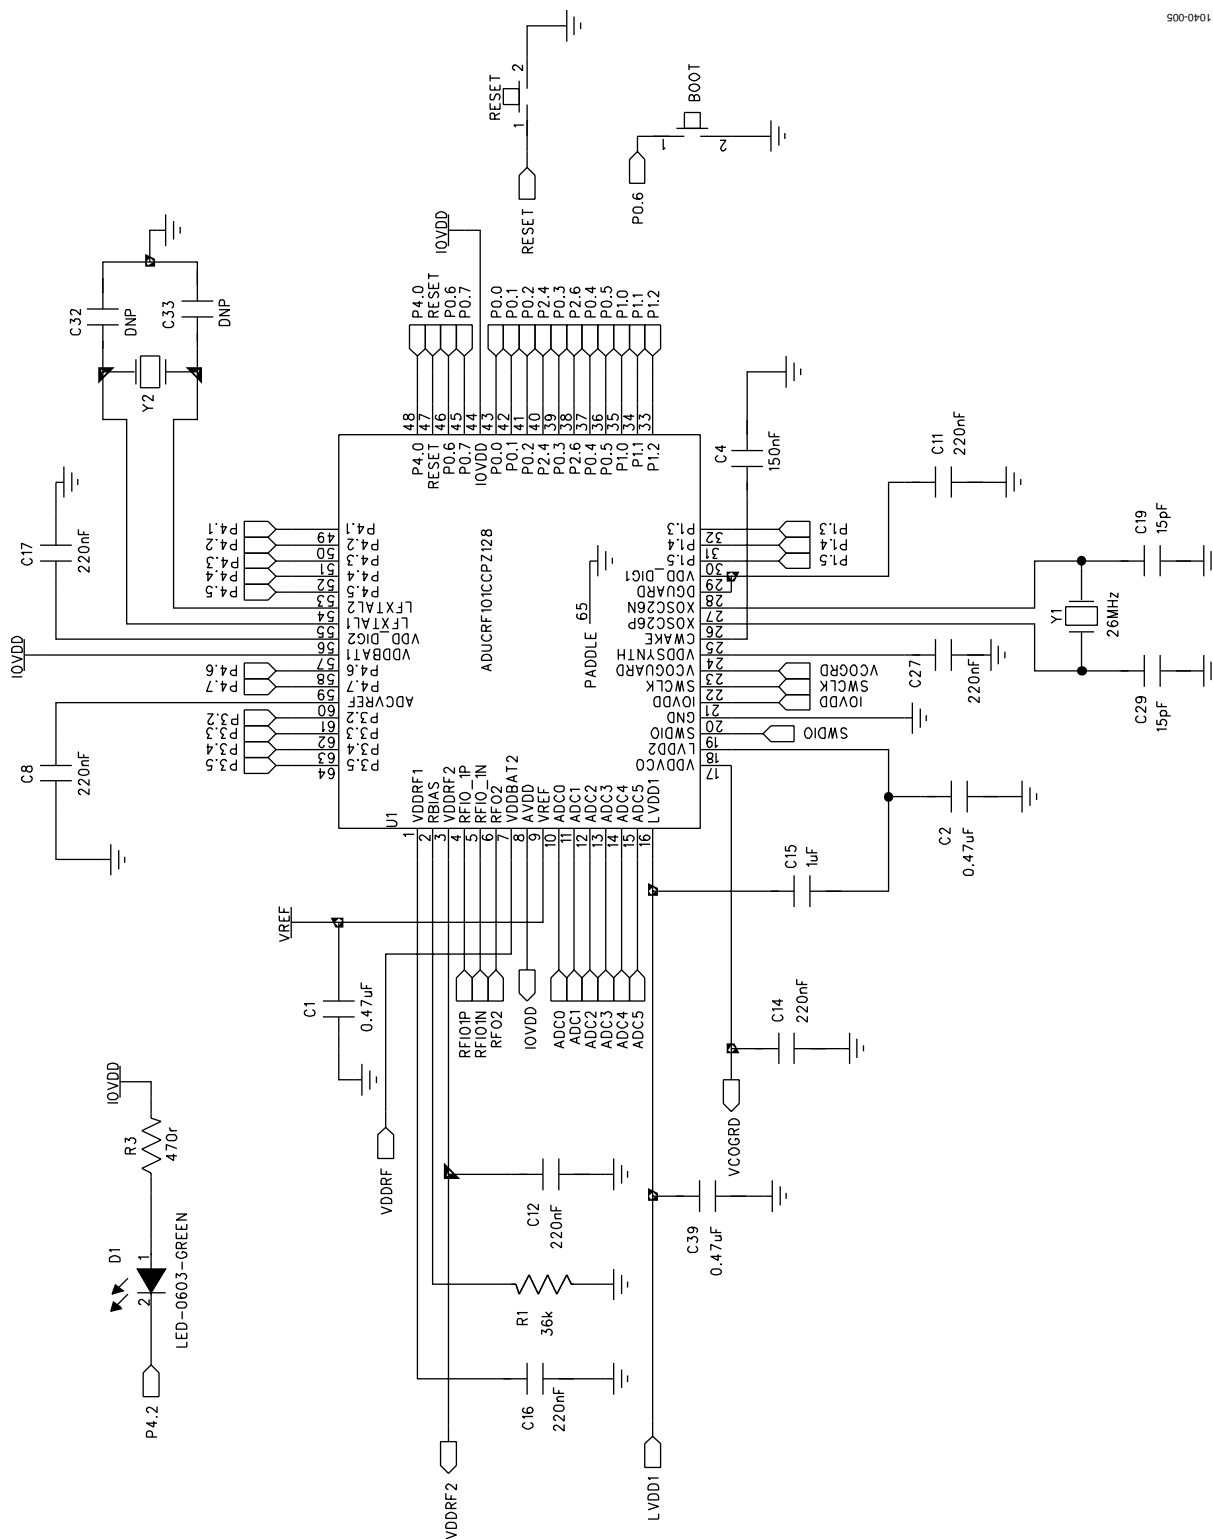 1040-005
RESET
1
2
RESET
BOOT
1
2
P0.6
C32
DNP
C33
DNP
Y2
IOVDD
P4.0
RESET
P0.6
P0.7
P0.0
P0.1
P0.2
P2.4
P0.3
P2.6
P0.4
P0.5
P1.0
P1.1
P1.2
48
47
46
45
44
43
42
41
40
39
38
37
36
35
34
33
P4.0
RESET
P0.6
P0.7
IOVDD
P0.0
P0.1
P0.2
P2.4
P0.3
P2.6
P0.4
P0.5
P1.0
P1.1
P1.2
C17
220nF
IOVDD
C8
220nF
P4.1
P4.2
P4.3
P4.4
P4.5
P4.6
P4.7
P3.2
P3.3
P3.4
P3.5
49
50
51
52
53
54
55
56
57
58
59
60
61
62
63
64
P4.1
P4.2
P4.3
P4.4
P4.5
LFXTAL2
LFXTAL1
VDD_DIG2
VDDBAT1
P4.6
P4.7
ADCVREF
P3.2
P3.3
P3.4
P3.5
ADUCRF101CCPZ128
PADDLE
65
U1
P1.3
P1.4
P1.5
VDD_DIG1
DGUARD
XOSC26N
XOSC26P
CWAKE
VDDSYNTH
VCOGUARD
SWCLK
IOVDD
GND
SWDIO
LVDD2
VDDVCO
32
31
30
29
28
27
26
25
24
23
22
21
20
19
18
17
P1.3
P1.4
P1.5
VCOGRD
SWCLK
IOVDD
SWDIO
C4
150nF
C11
220nF
C19
15pF
Y1
26MHz
C29
15pF
C27
220nF
C2
0.47uF
C15
1uF
VDDRF1
RBIAS
VDDRF2
RFIO_1P
RFIO_1N
RFO2
VDDBAT2
AVDD
VREF
ADC0
ADC1
ADC2
ADC3
ADC4
ADC5
LVDD1
1
2
3
4
5
6
7
8
9
10
11
12
13
14
15
16
VREF
C1
0.47uF
RFIO1P
RFIO1N
RFO2
IOVDD
ADC0
ADC1
ADC2
ADC3
ADC4
ADC5
C14
220nF
VCOGRD
VDDRF
C12
220nF
C39
0.47uF
R1
36k
C16
220nF
VDDRF2
LVDD1
IOVDD
R3
470r
D1
1
2
LED-0603-GREEN
P4.2